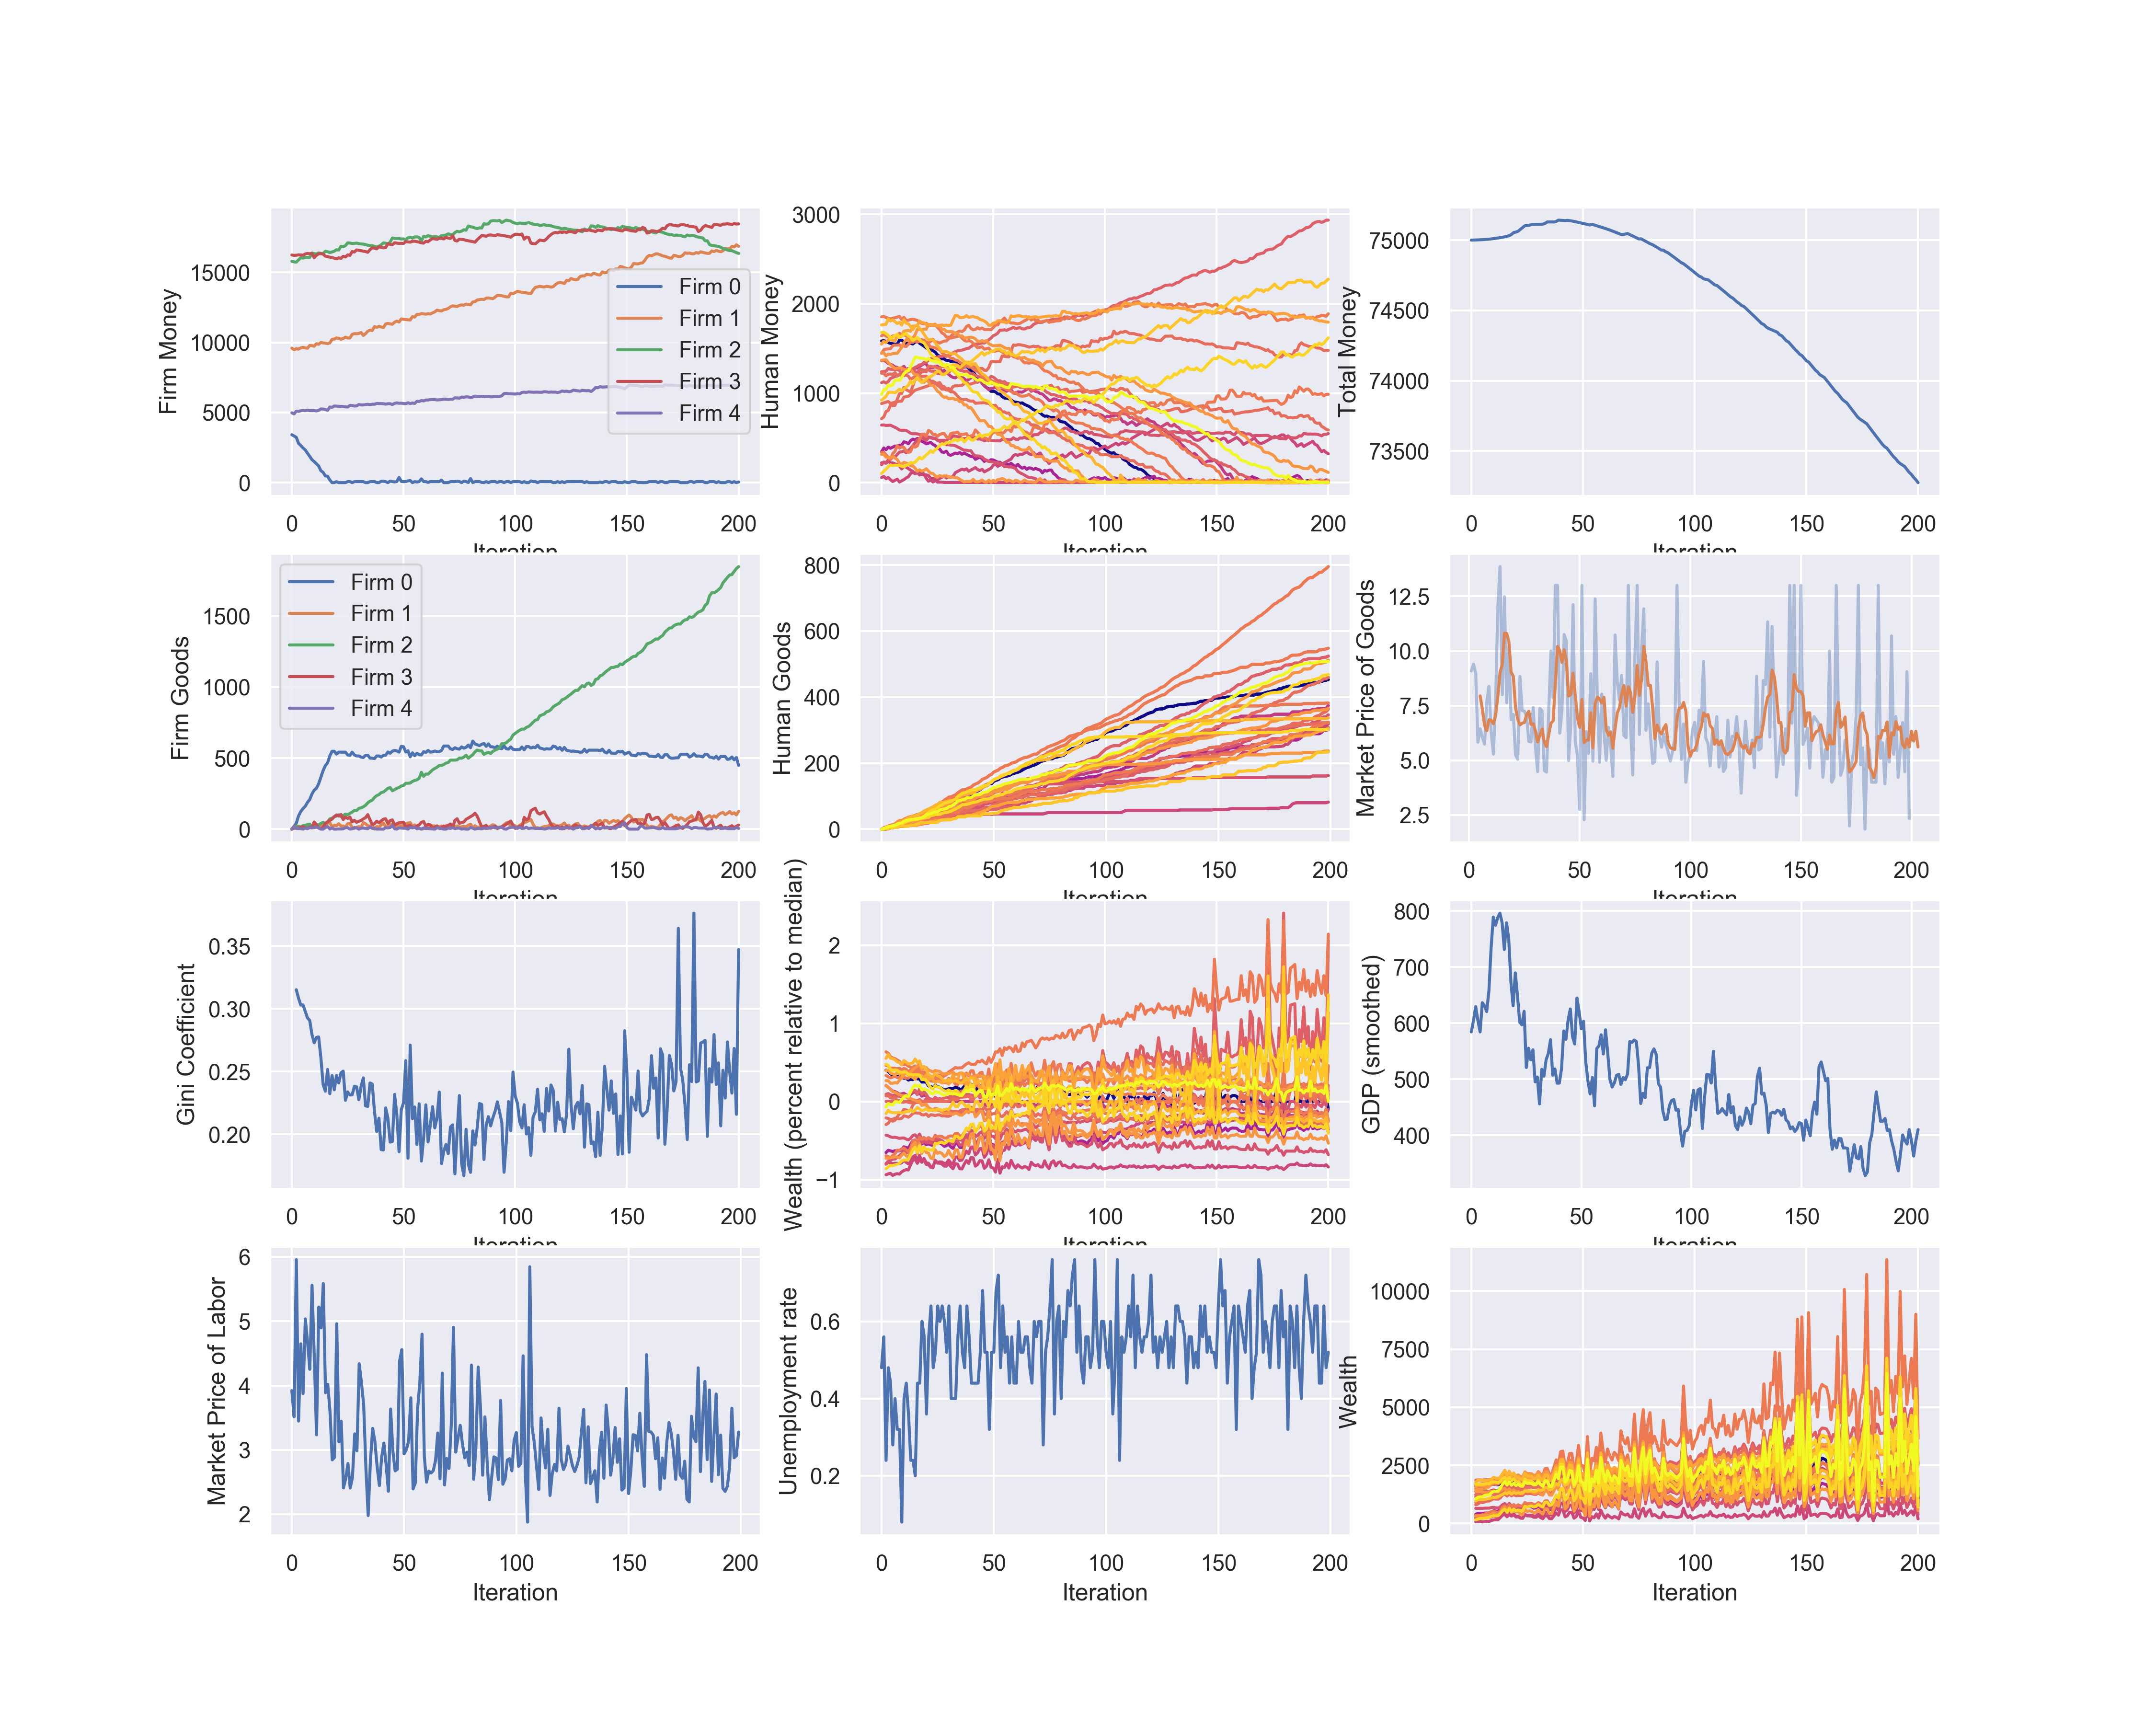 Firm Money
15000
10000
5000
0
0 50 100 150 200
Iteration
Firm 0
Firm 1
Firm 2
Firm 3
Firm 4
Human Money
3000
2000
1000
0
0 50 100 150 200
Iteration
Total Money
75000
74500
74000
73500
0 50 100 150 200
Iteration
Firm Goods
1500
1000
500
0
0 50 100 150 200
Iteration
Firm 0
Firm 1
Firm 2
Firm 3
Firm 4
Human Goods
800
600
400
200
0
0 50 100 150 200
Iteration
Market Price of Goods
12.5
10.0
7.5
5.0
2.5
0 50 100 150 200
Iteration
Gini Coefficient
0.35
0.30
0.25
0.20
0 50 100 150 200
Iteration
Wealth (percent relative to median)
2
1
0
−1
0 50 100 150 200
Iteration
GDP (smoothed)
800
700
600
500
400
0 50 100 150 200
Iteration
Market Price of Labor
6
5
4
3
2
0 50 100 150 200
Iteration
Unemployment rate
0.6
0.4
0.2
0 50 100 150 200
Iteration
Wealth
10000
7500
5000
2500
0
0 50 100 150 200
Iteration